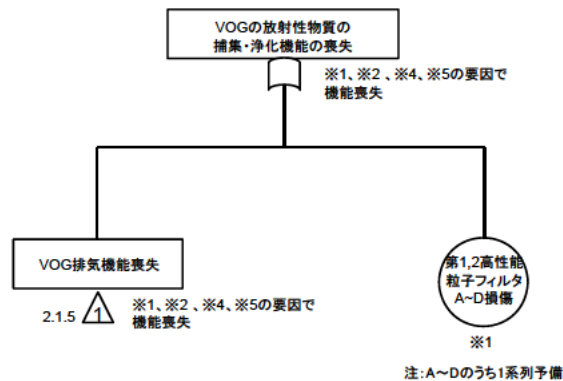 VOGの放射性物質の
捕集・浄化機能の喪失
※1、※2 、※4、※5の要因で
機能喪失
VOG排気機能喪失
2.1.5
1
※1、※2 、※4、※5の要因で
機能喪失
第1,2高性能
粒子フィルタ
A~D損傷
※1
注:A～Dのうち1系列予備